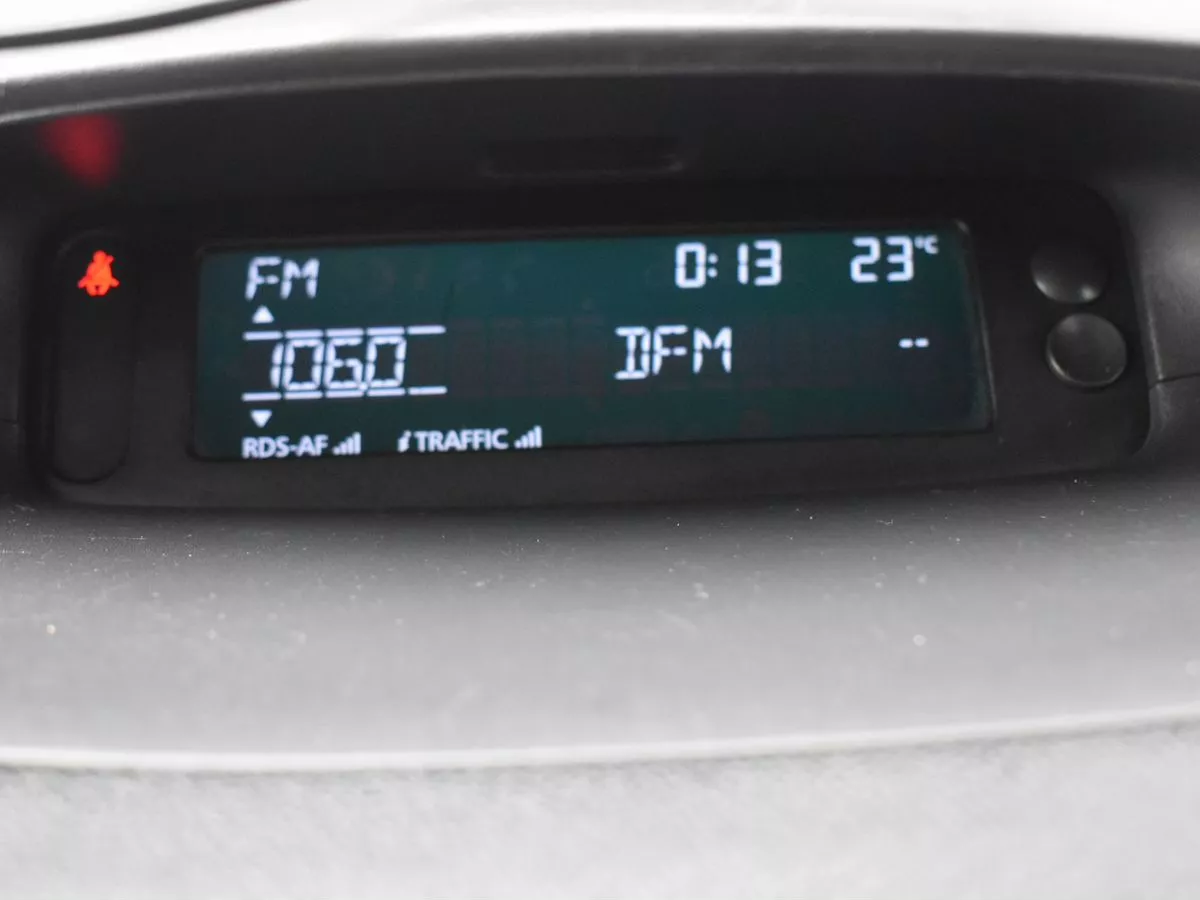 FM 0:13 23°C
106.0 DFM --
RDS-AF i TRAFFIC